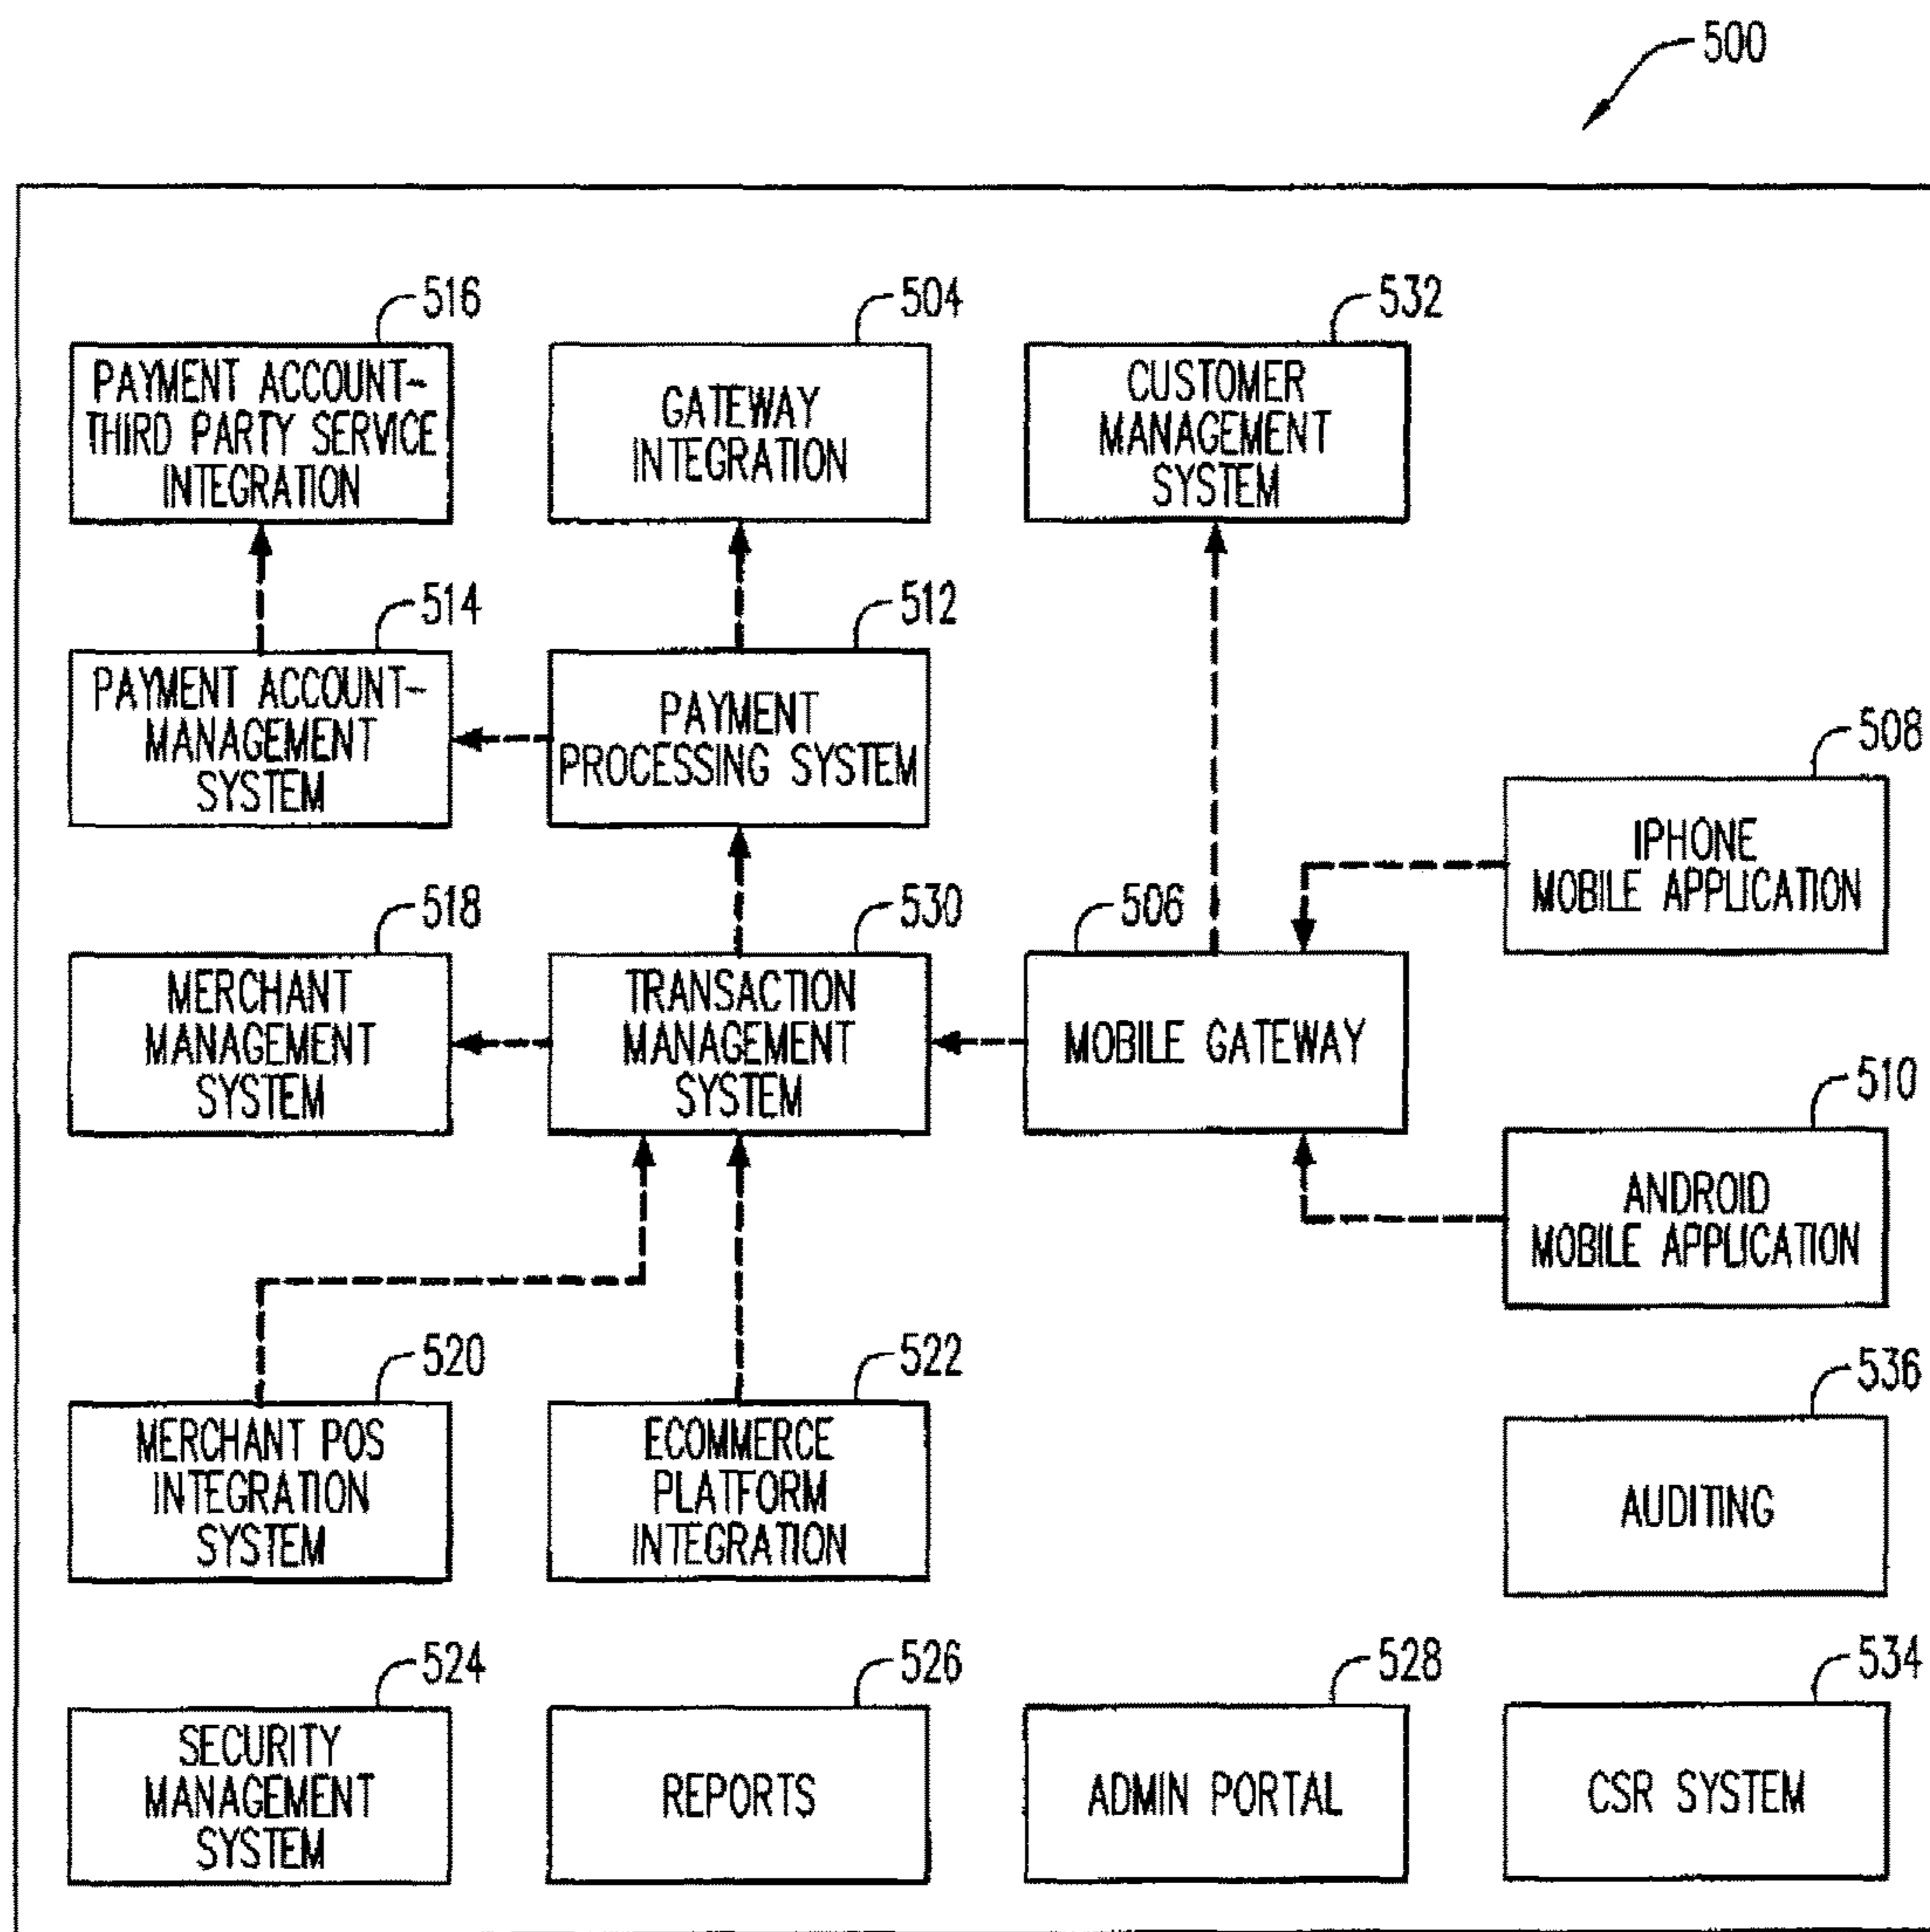 500
516
PAYMENT ACCOUNT-
THIRD PARTY SERVICE
INTEGRATION
504
GATEWAY
INTEGRATION
532
CUSTOMER
MANAGEMENT
SYSTEM
514
PAYMENT ACCOUNT-
MANAGEMENT
SYSTEM
512
PAYMENT
PROCESSING SYSTEM
508
IPHONE
MOBILE APPLICATION
518
MERCHANT
MANAGEMENT
SYSTEM
530
TRANSACTION
MANAGEMENT
SYSTEM
506
MOBILE GATEWAY
510
ANDROID
MOBILE APPLICATION
520
MERCHANT POS
INTEGRATION
SYSTEM
522
ECOMMERCE
PLATFORM
INTEGRATION
536
AUDITING
524
SECURITY
MANAGEMENT
SYSTEM
526
REPORTS
528
ADMIN PORTAL
534
CSR SYSTEM